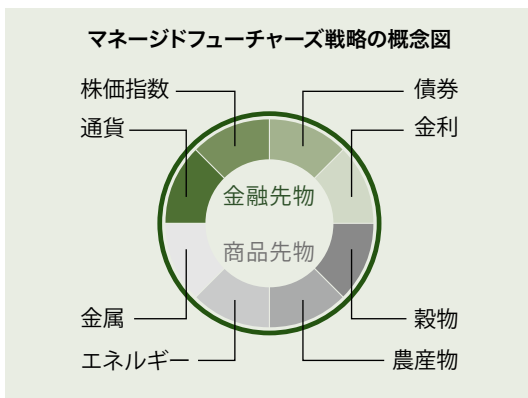 マネージドフューチャーズ戦略の概念図
株価指数
債券
通貨
金利
金融先物
商品先物
金属
穀物
エネルギー
農産物